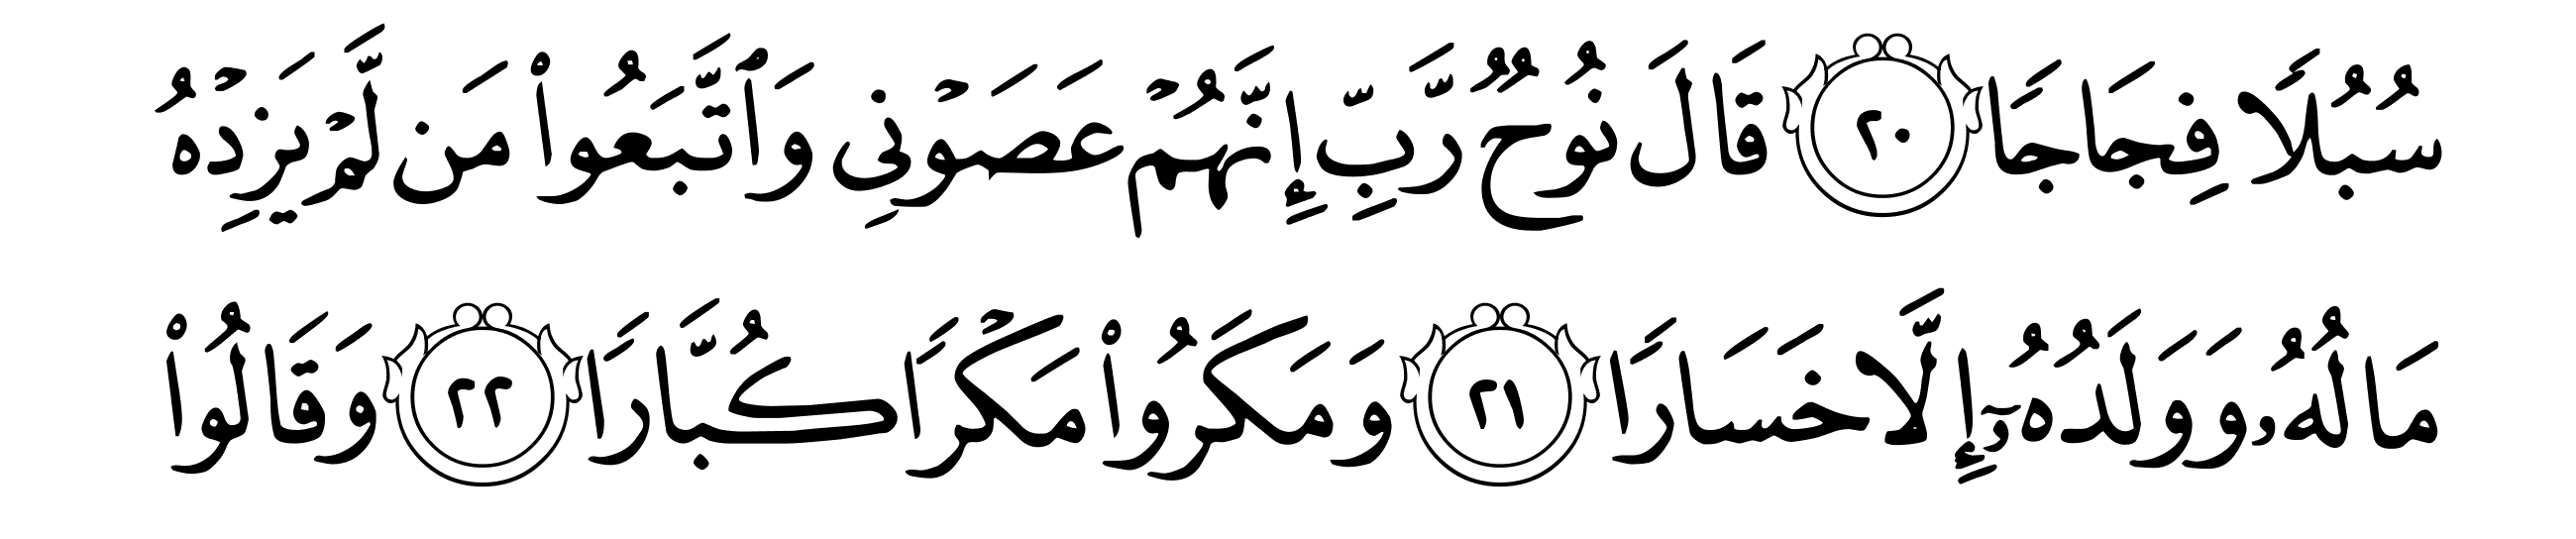 سُبُلًا فِجَاجًا ٢٠ قَالَ نُوحٌ رَّبِّ إِنَّهُمْ عَصَوْنِي وَٱتَّبَعُوا۟ مَن لَّمْ يَزِدْهُ
مَالُهُۥ وَوَلَدُهُۥٓ إِلَّا خَسَارًا ٢١ وَمَكَرُوا۟ مَكْرًا كُبَّارًا ٢٢ وَقَالُوا۟